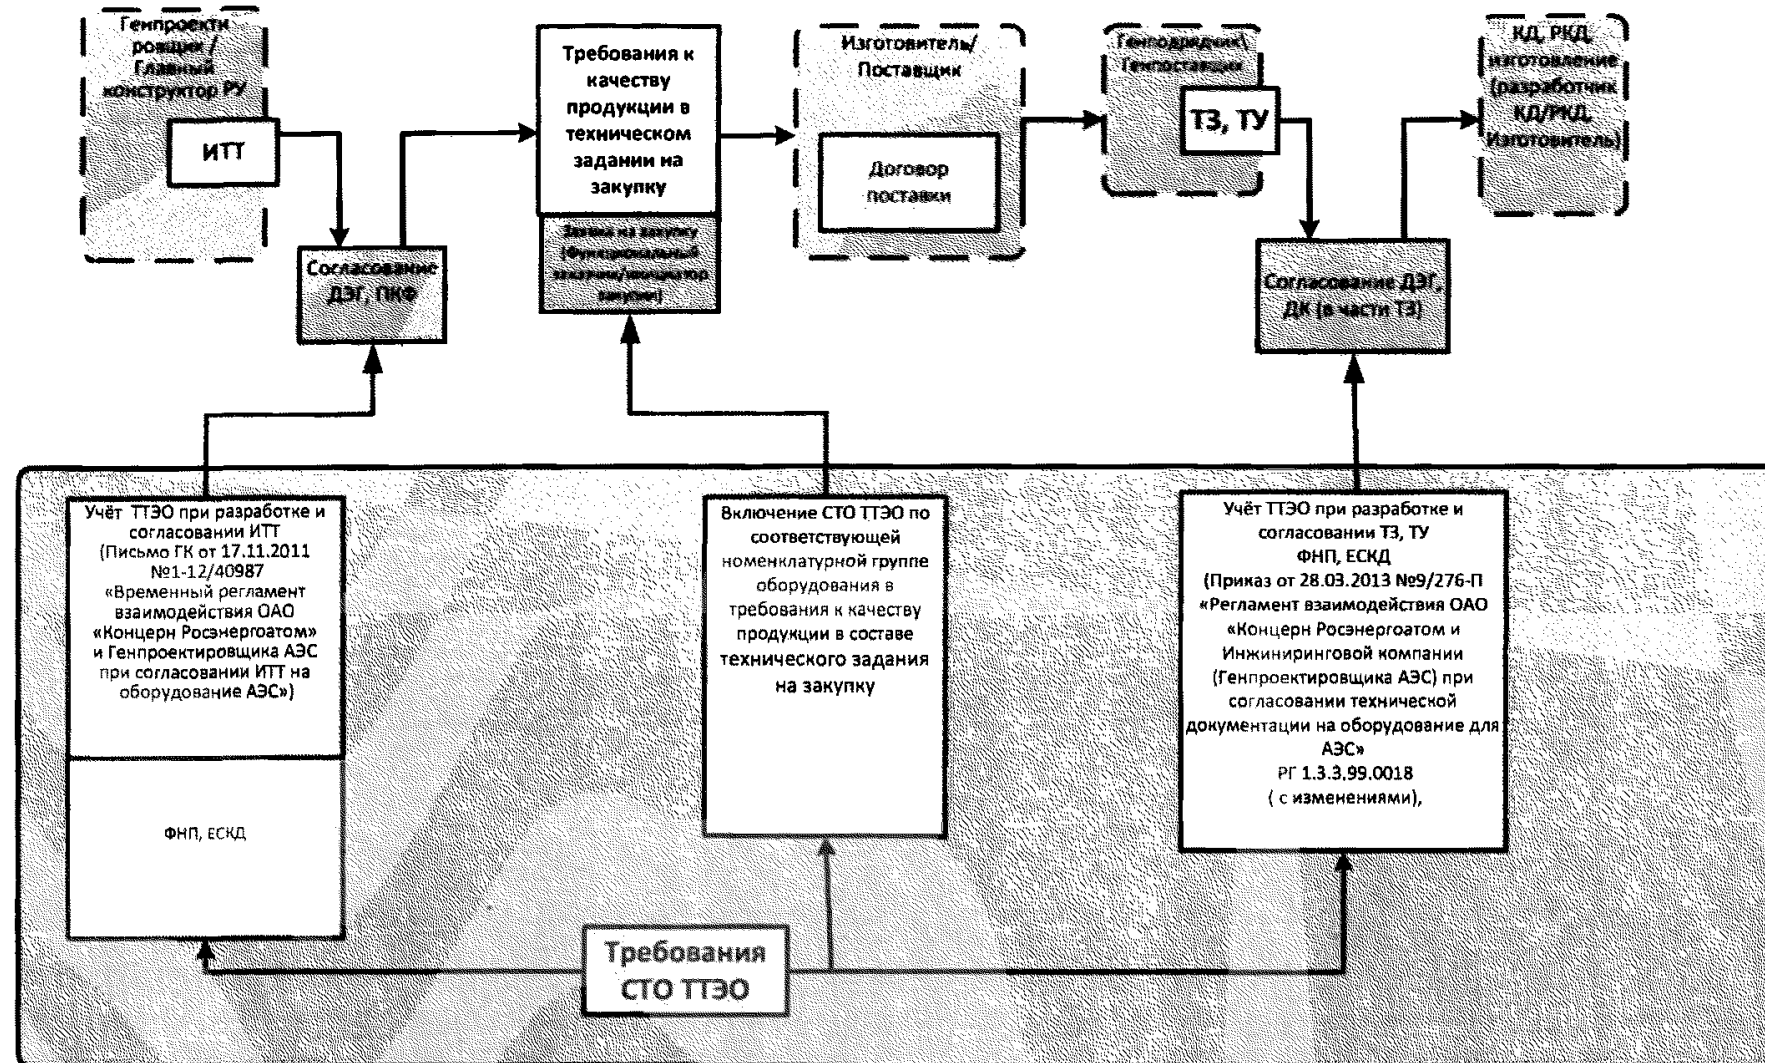 Генпроекти
ровщик /
Главный
конструктор РУ
ИТТ
Согласование
ДЭГ, ПКФ
Требования к
качеству
продукции в
техническом
задании на
закупку
Заявка на закупку
(Функциональный
заказчик/инициатор
закупки)
Изготовитель/
Поставщик
Договор
поставки
Генподрядчик\
Генпоставщик
ТЗ, ТУ
Согласование ДЭГ,
ДК (в части ТЗ)
КД, РКД,
изготовление
(разработчик
КД/РКД,
Изготовитель)
Учёт ТТЭО при разработке и
согласовании ИТТ
(Письмо ГК от 17.11.2011
№1-12/40987
«Временный регламент
взаимодействия ОАО
«Концерн Росэнергоатом»
и Генпроектировщика АЭС
при согласовании ИТТ на
оборудование АЭС»)
ФНП, ЕСКД
Включение СТО ТТЭО по
соответствующей
номенклатурной группе
оборудования в
требования к качеству
продукции в составе
технического задания
на закупку
Учёт ТТЭО при разработке и
согласовании ТЗ, ТУ
ФНП, ЕСКД
(Приказ от 28.03.2013 №9/276-П
«Регламент взаимодействия ОАО
«Концерн Росэнергоатом и
Инжиниринговой компании
(Генпроектировщика АЭС) при
согласовании технической
документации на оборудование для
АЭС»
РГ 1.3.3.99.0018
( с изменениями),
Требования
СТО ТТЭО